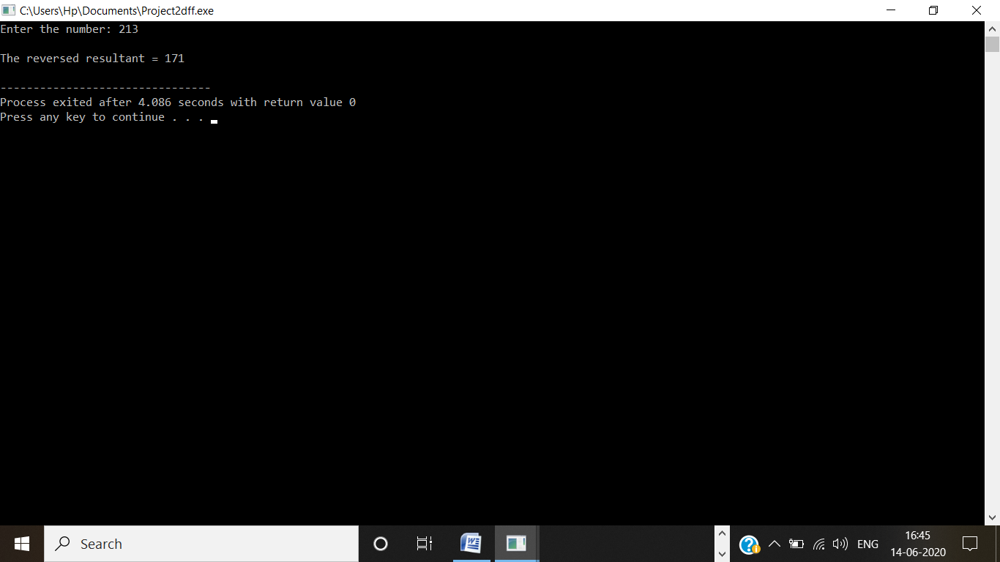 C:\Users\Hp\Documents\Project2dff.exe
Enter the number: 213
The reversed resultant = 171
--------------------------------
Process exited after 4.086 seconds with return value 0
Press any key to continue . . .
Search
ENG
16:45
14-06-2020